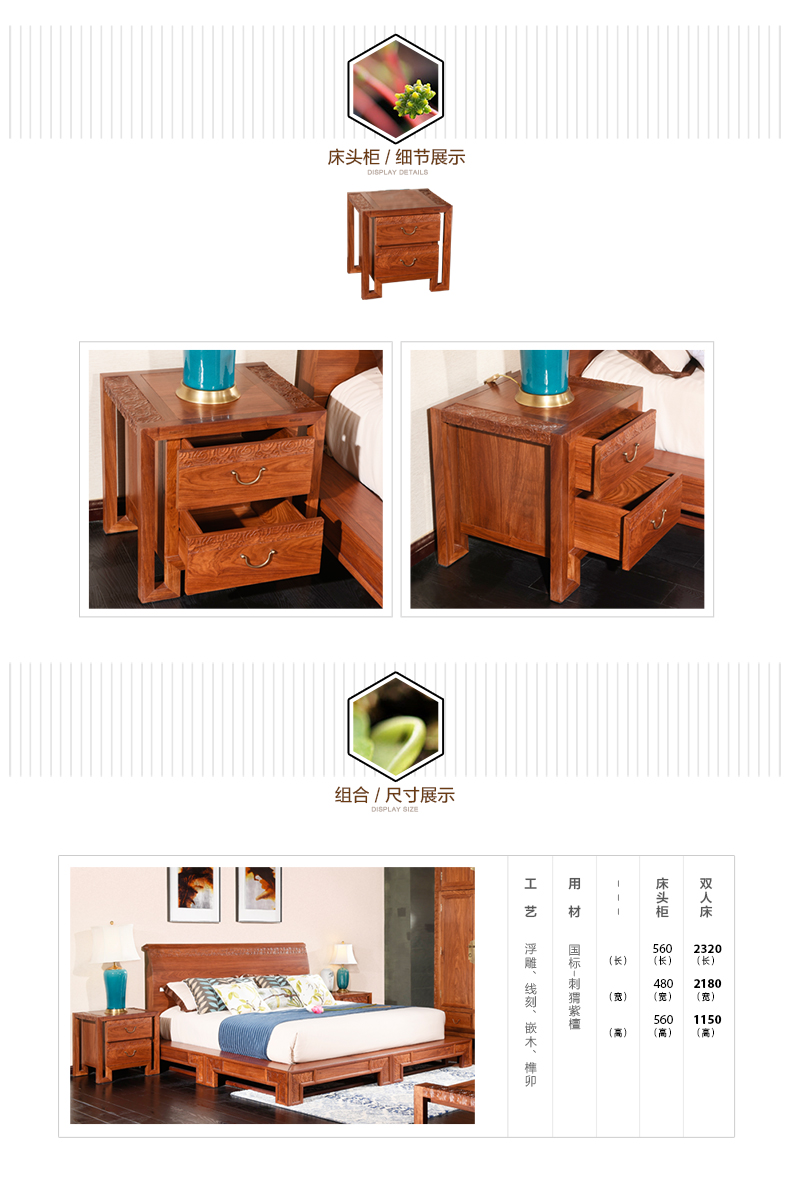 床头柜 / 细节展示
DISPLAY DETAILS
组合 / 尺寸展示
DISPLAY SIZE
双人床
2320
(长)
2180
(宽)
1150
(高)
床头柜
560
(长)
480
(宽)
560
(高)
---
(长)
(宽)
(高)
用材
国标-刺猬紫檀
工艺
浮雕、线刻、嵌木、榫卯